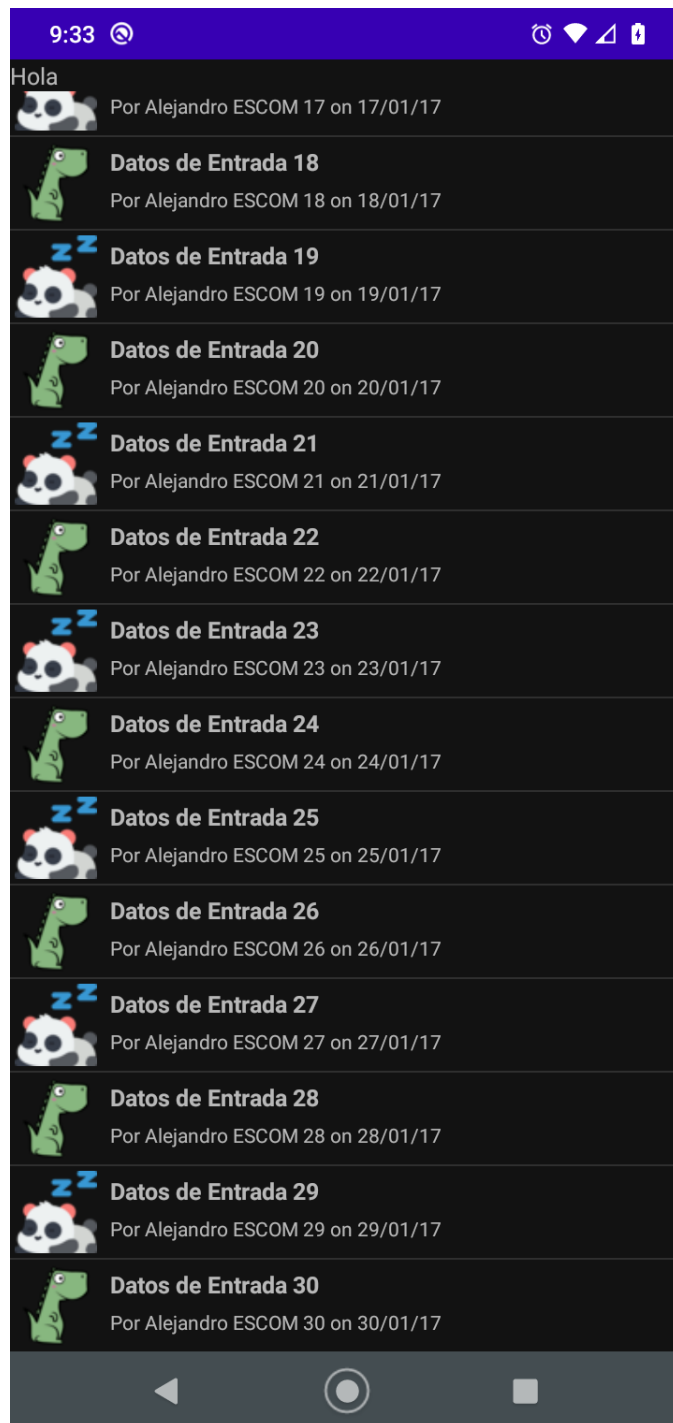 9:33
Hola
Por Alejandro ESCOM 17 on 17/01/17
Datos de Entrada 18
Por Alejandro ESCOM 18 on 18/01/17
Datos de Entrada 19
Por Alejandro ESCOM 19 on 19/01/17
Datos de Entrada 20
Por Alejandro ESCOM 20 on 20/01/17
Datos de Entrada 21
Por Alejandro ESCOM 21 on 21/01/17
Datos de Entrada 22
Por Alejandro ESCOM 22 on 22/01/17
Datos de Entrada 23
Por Alejandro ESCOM 23 on 23/01/17
Datos de Entrada 24
Por Alejandro ESCOM 24 on 24/01/17
Datos de Entrada 25
Por Alejandro ESCOM 25 on 25/01/17
Datos de Entrada 26
Por Alejandro ESCOM 26 on 26/01/17
Datos de Entrada 27
Por Alejandro ESCOM 27 on 27/01/17
Datos de Entrada 28
Por Alejandro ESCOM 28 on 28/01/17
Datos de Entrada 29
Por Alejandro ESCOM 29 on 29/01/17
Datos de Entrada 30
Por Alejandro ESCOM 30 on 30/01/17